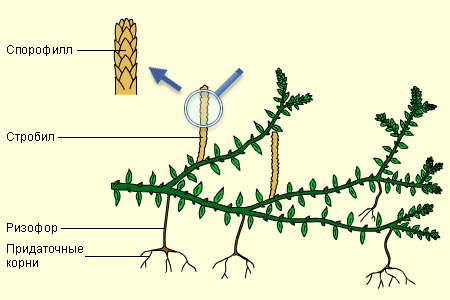 Спорофилл
Стробил
Ризофор
Придаточные
корни